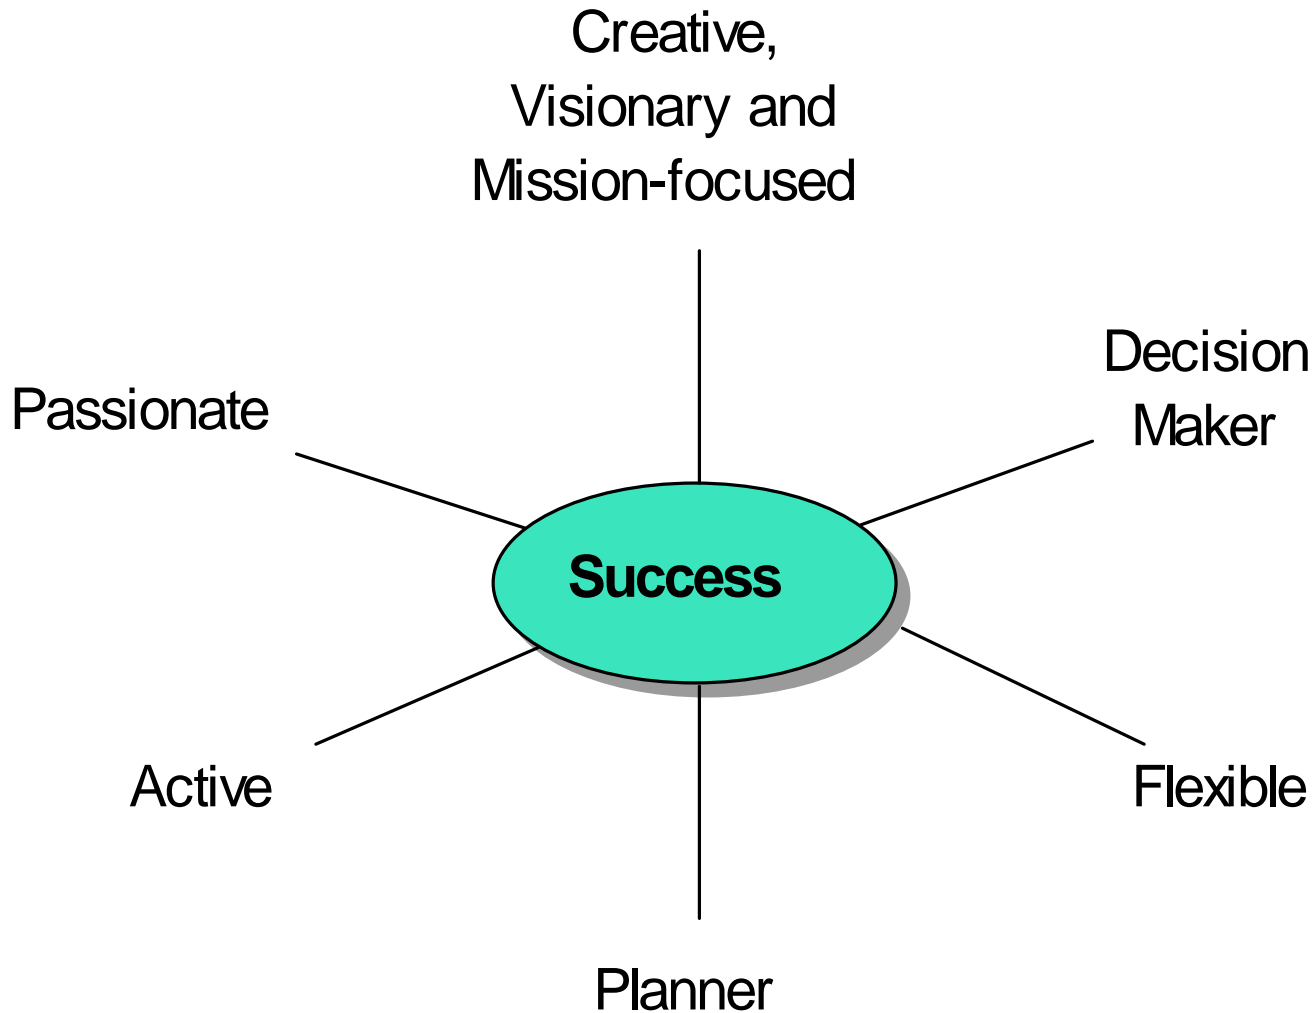 Creative,
Visionary and
Mission-focused
Decision
Maker
Passionate
Success
Active
Flexible
Planner